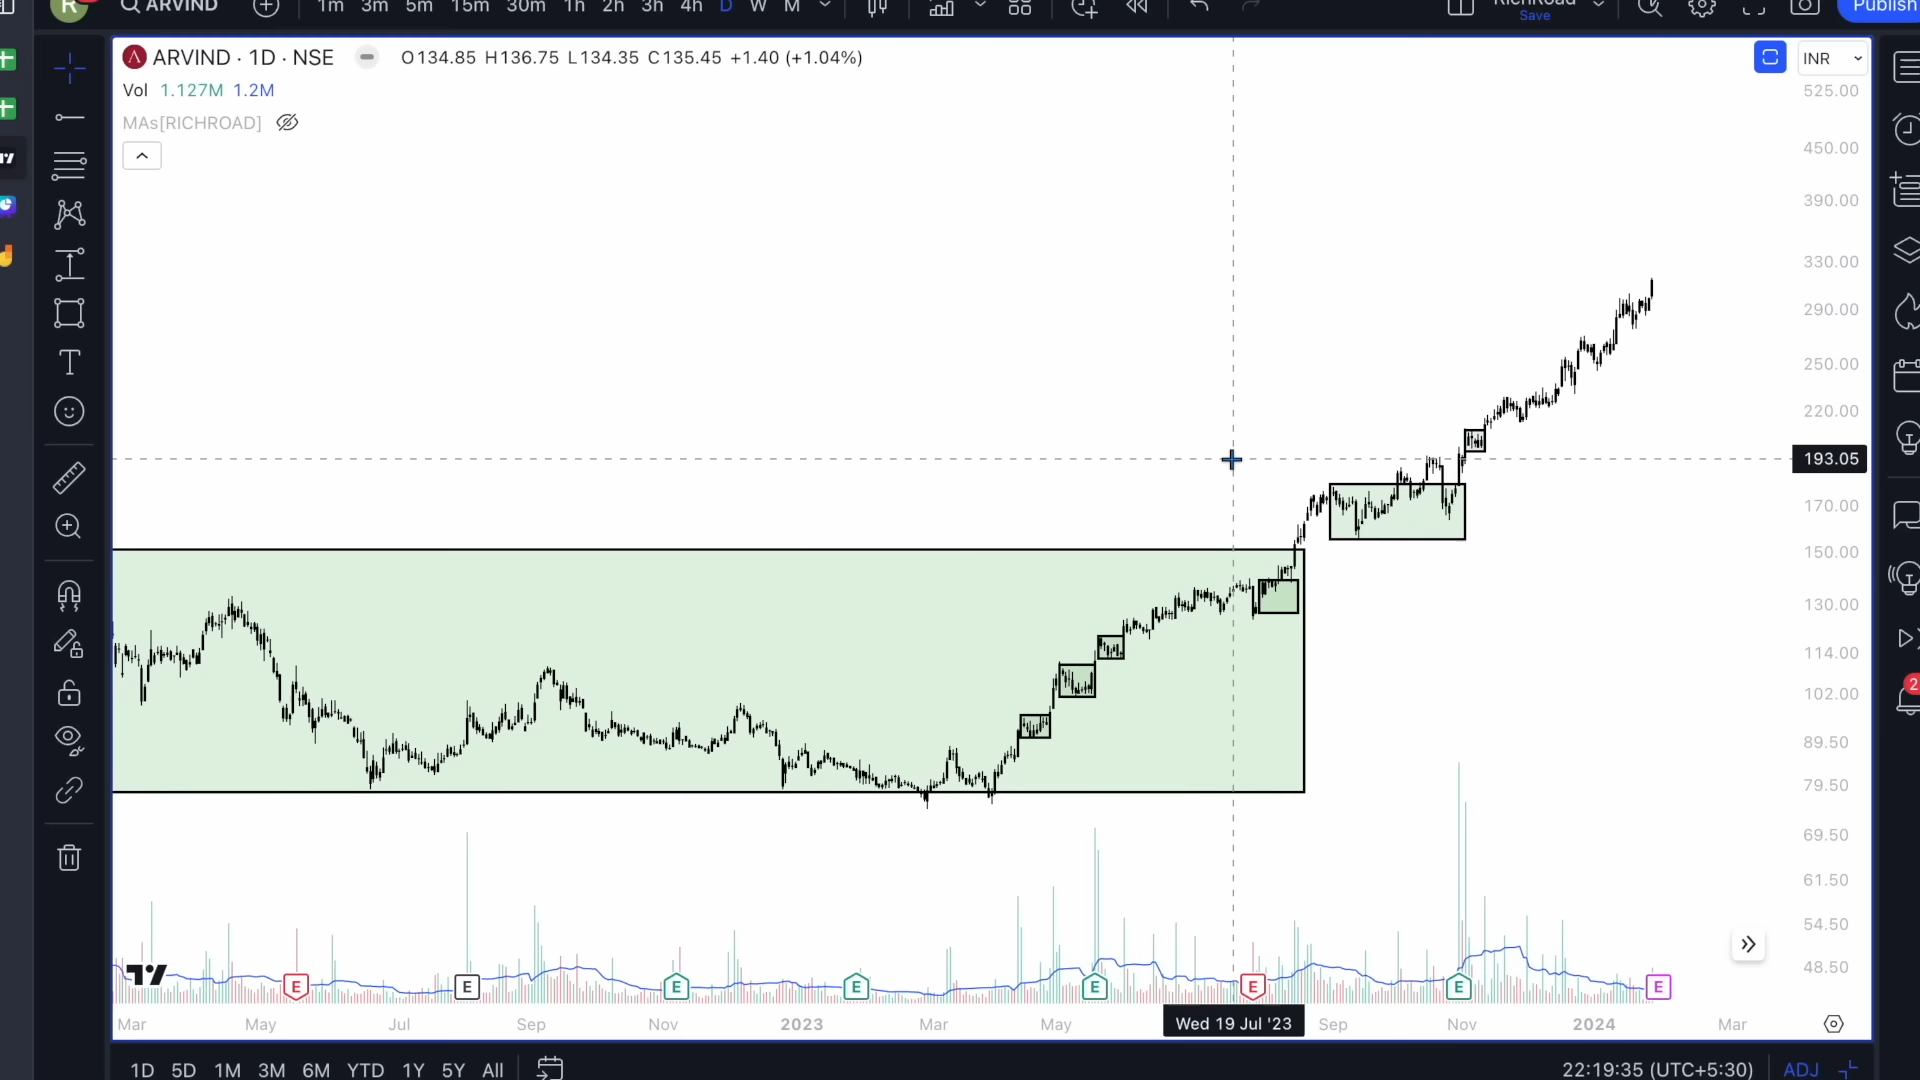 R
ARVIND
1m 3m 5m 15m 30m 1h 2h 3h 4h D W M
RichRoad
Save
Publish
ARVIND · 1D · NSE
O134.85 H136.75 L134.35 C135.45 +1.40 (+1.04%)
INR
Vol 1.127M 1.2M
MAs[RICHROAD]
525.00
450.00
390.00
330.00
290.00
250.00
220.00
193.05
170.00
150.00
130.00
114.00
102.00
89.50
79.50
69.50
61.50
54.50
48.50
2
E E E E E E E E
Mar May Jul Sep Nov 2023 Mar May Wed 19 Jul '23 Sep Nov 2024 Mar
1D 5D 1M 3M 6M YTD 1Y 5Y All
22:19:35 (UTC+5:30) ADJ